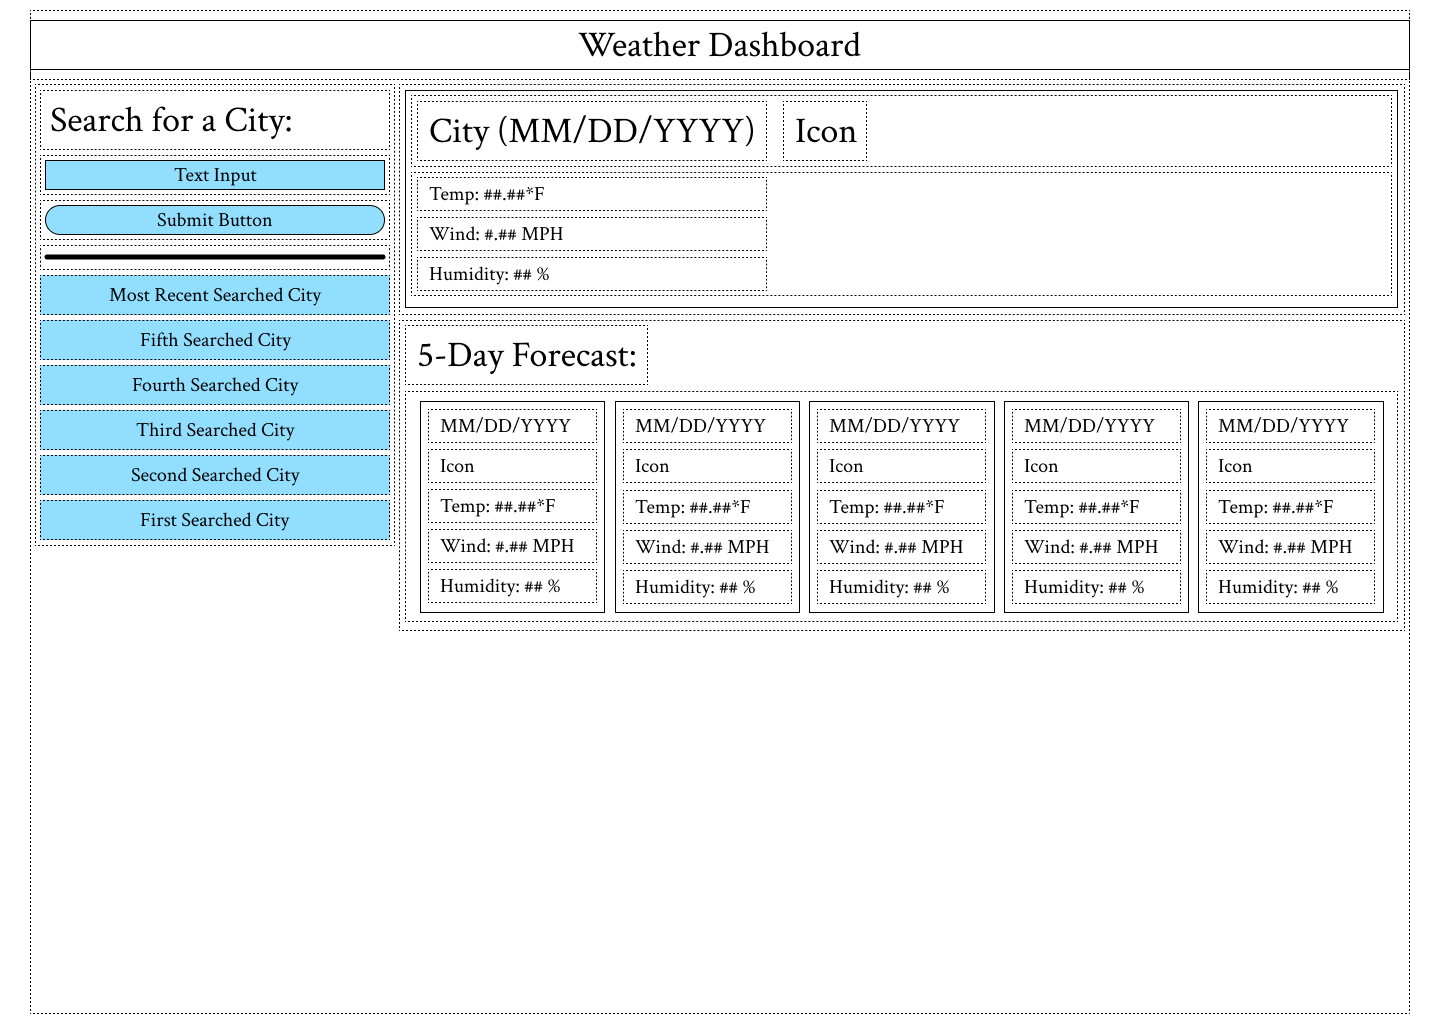 Weather Dashboard
Search for a City:
Text Input
Submit Button
Most Recent Searched City
Fifth Searched City
Fourth Searched City
Third Searched City
Second Searched City
First Searched City
City (MM/DD/YYYY) Icon
Temp: ##.##*F
Wind: #.## MPH
Humidity: ## %
5-Day Forecast:
MM/DD/YYYY
Icon
Temp: ##.##*F
Wind: #.## MPH
Humidity: ## %
MM/DD/YYYY
Icon
Temp: ##.##*F
Wind: #.## MPH
Humidity: ## %
MM/DD/YYYY
Icon
Temp: ##.##*F
Wind: #.## MPH
Humidity: ## %
MM/DD/YYYY
Icon
Temp: ##.##*F
Wind: #.## MPH
Humidity: ## %
MM/DD/YYYY
Icon
Temp: ##.##*F
Wind: #.## MPH
Humidity: ## %